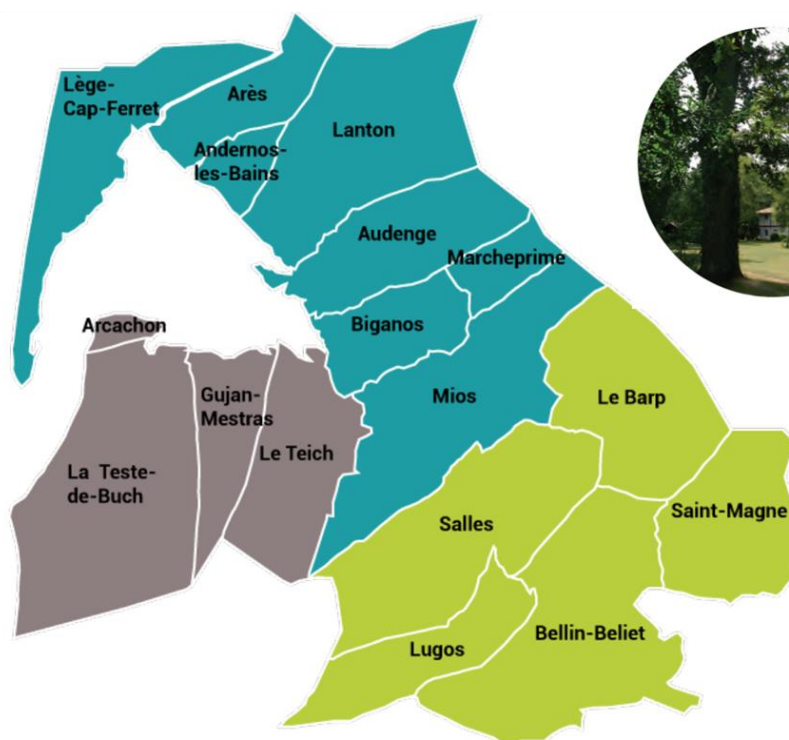 Lège-
Cap-Ferret
Arès
Andernos-
les-Bains
Lanton
Audenge
Marcheprime
Biganos
Arcachon
Gujan-
Mestras
Mios
Le Barp
Le Teich
La Teste-
de-Buch
Salles
Saint-Magne
Lugos
Bellin-Beliet